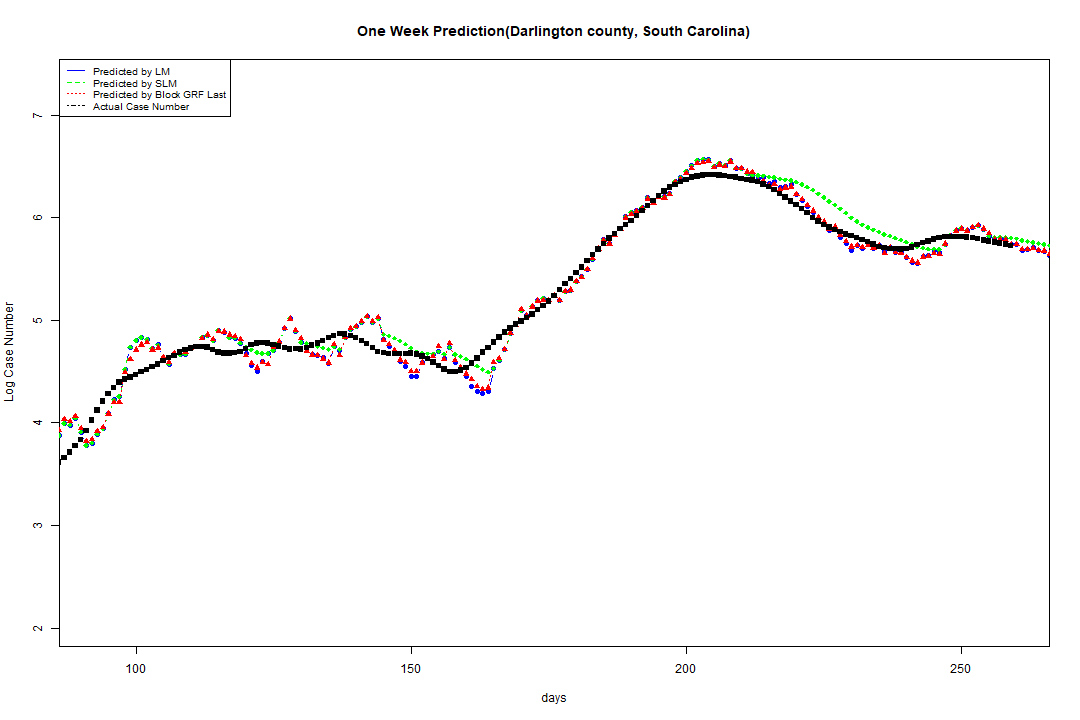 One Week Prediction(Darlington county, South Carolina)
Predicted by LM
Predicted by SLM
Predicted by Block GRF Last
Actual Case Number
7
6
5
4
3
2
Log Case Number
100 150 200 250
days